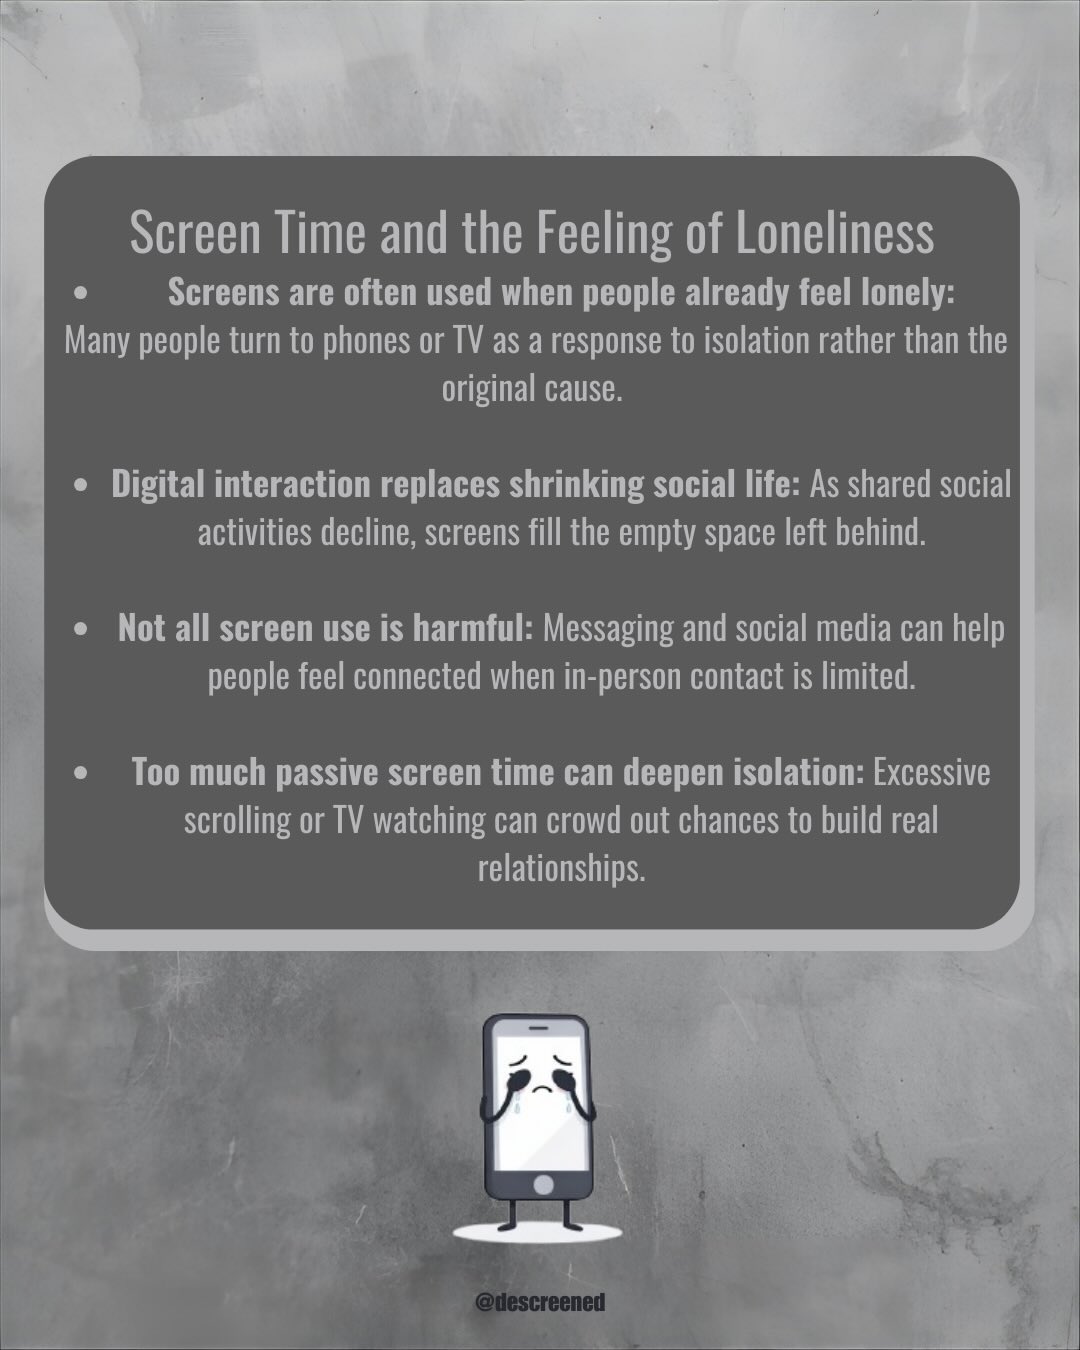 Screen Time and the Feeling of Loneliness
• Screens are often used when people already feel lonely:
Many people turn to phones or TV as a response to isolation rather than the
original cause.
• Digital interaction replaces shrinking social life: As shared social
activities decline, screens fill the empty space left behind.
• Not all screen use is harmful: Messaging and social media can help
people feel connected when in-person contact is limited.
• Too much passive screen time can deepen isolation: Excessive
scrolling or TV watching can crowd out chances to build real
relationships.
@descreened